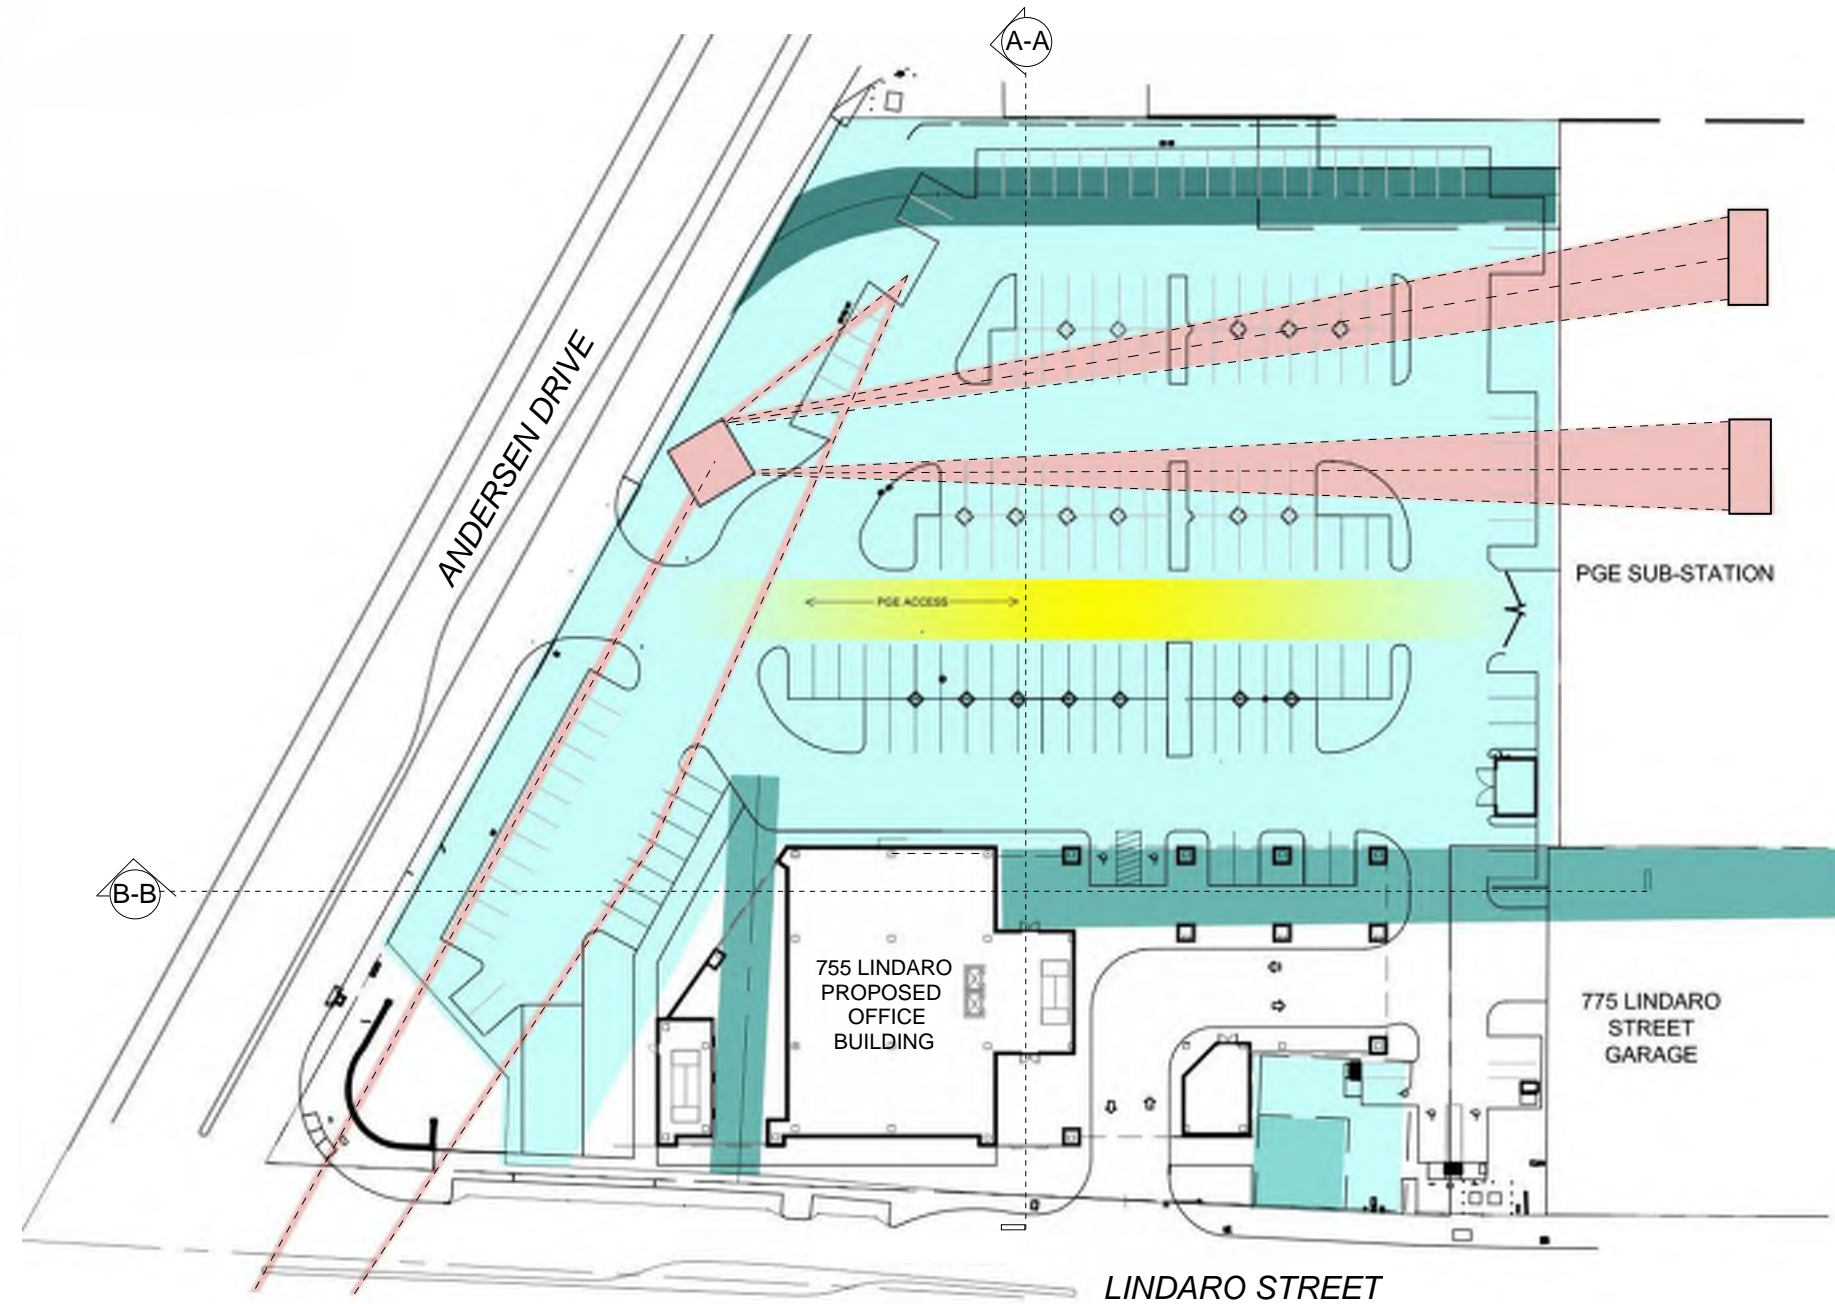 A-A
ANDERSEN DRIVE
PGE SUB-STATION
PGE ACCESS
B-B
755 LINDARO
PROPOSED
OFFICE
BUILDING
775 LINDARO
STREET
GARAGE
LINDARO STREET